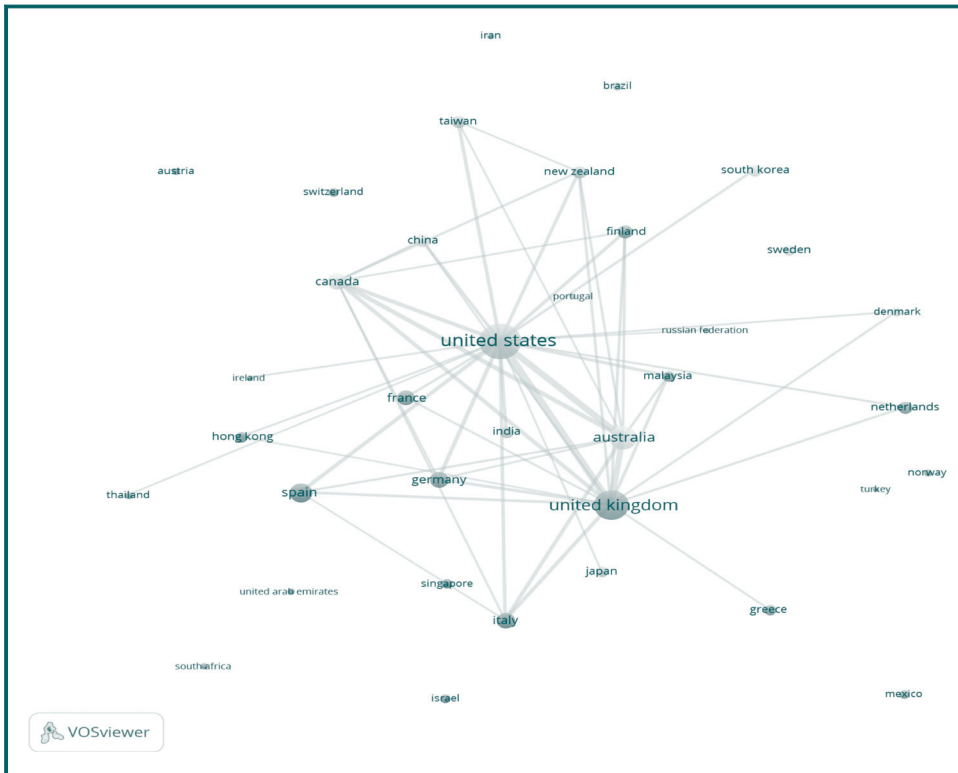 iran
brazil
taiwan
austria
new zealand
south korea
switzerland
finland
china
sweden
canada
portugal
denmark
russian federation
united states
ireland
malaysia
france
netherlands
india
hong kong
australia
norway
germany
turkey
spain
thailand
united kingdom
japan
singapore
united arab emirates
greece
italy
south africa
israel
mexico
VOSviewer